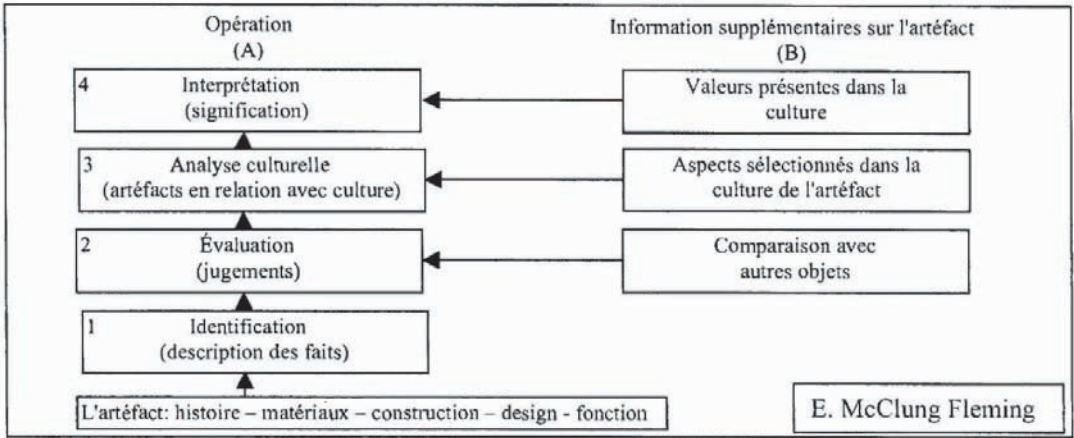 Opération
(A)
Information supplémentaires sur l'artéfact
(B)
4
Interprétation
(signification)
Valeurs présentes dans la
culture
3
Analyse culturelle
(artéfacts en relation avec culture)
Aspects sélectionnés dans la
culture de l'artéfact
2
Évaluation
(jugements)
Comparaison avec
autres objets
1
Identification
(description des faits)
L'artéfact: histoire – matériaux – construction – design - fonction
E. McClung Fleming